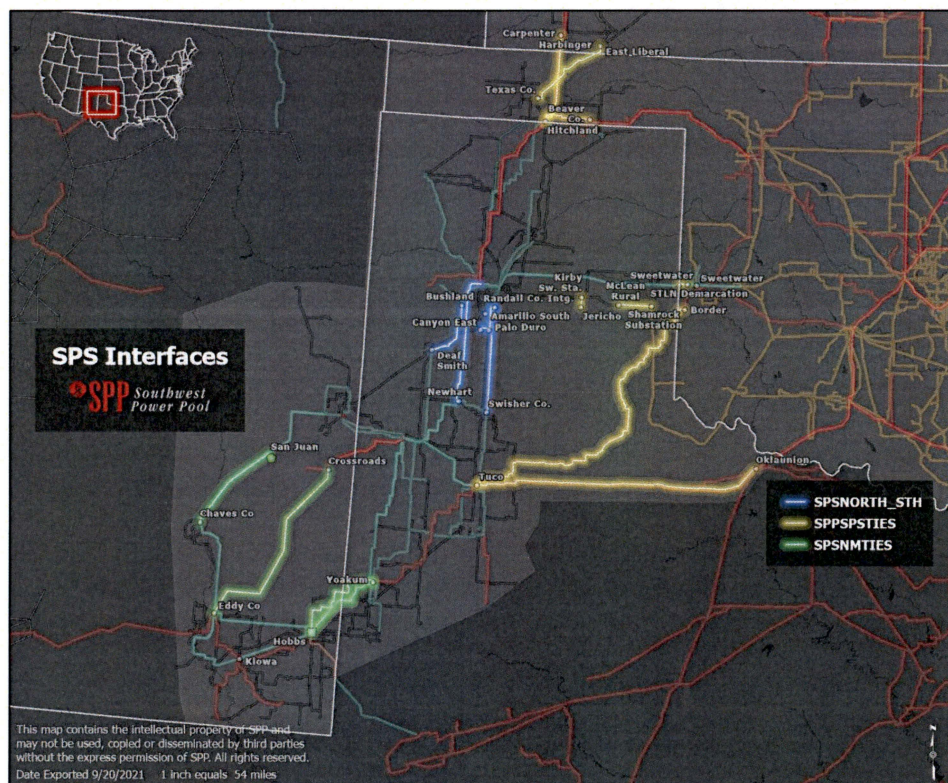 Carpenter
Harbinger
East Liberal
Texas Co.
Beaver
Co.
Hitchland
Kirby
Sw. Sta.
Sweetwater
Sweetwater
McLean
Rural
STLN Demarcation
Bushland
Randall Co. Intg.
Jericho
Shamrock
Substation
Border
Canyon East
Amarillo South
Palo Duro
SPS Interfaces
SPP Southwest
Power Pool
Deaf
Smith
Newhart
Swisher Co.
San Juan
Crossroads
Tuco
Oklaunion
SPSNORTH_STH
SPPSPSTIES
SPSNMTIES
Chaves Co
Yoakum
Eddy Co
Hobbs
Kiowa
This map contains the intellectual property of SPP and
may not be used, copied or disseminated by third parties
without the express permission of SPP. All rights reserved.
Date Exported 9/20/2021 1 inch equals 54 miles